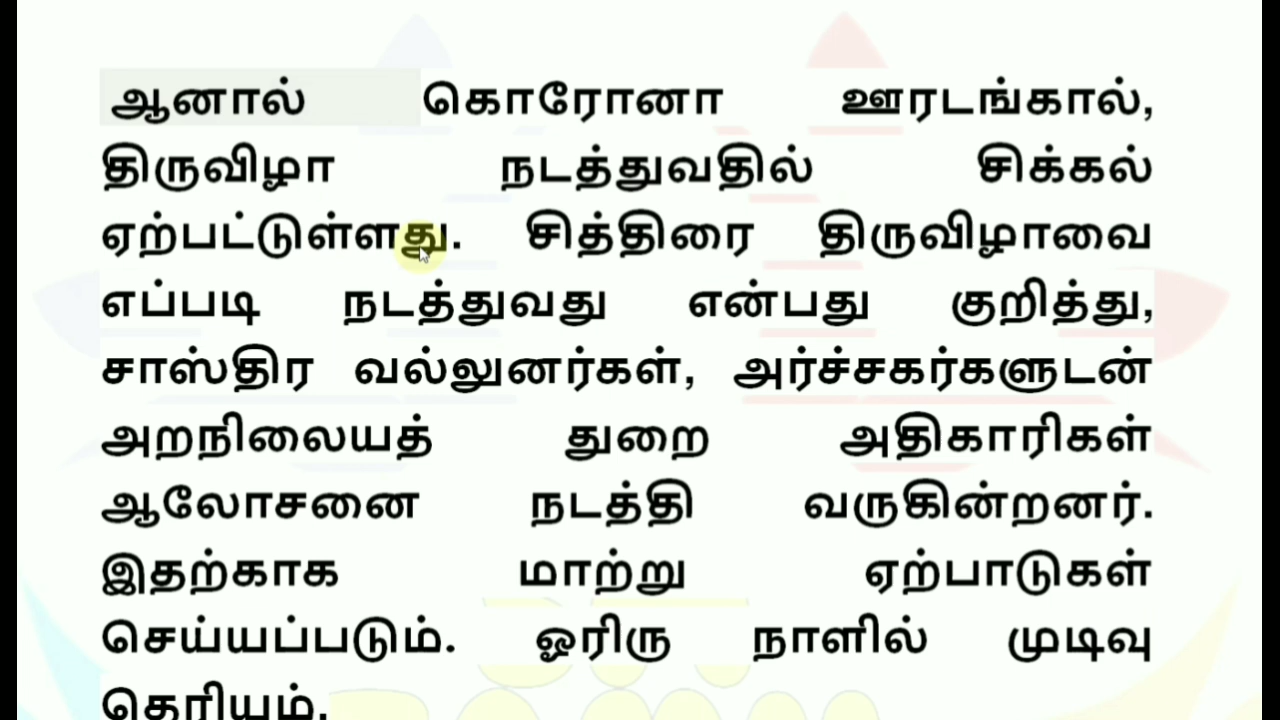 ஆனால் கொரோனா ஊரடங்கால்,
திருவிழா நடத்துவதில் சிக்கல்
ஏற்பட்டுள்ளது. சித்திரை திருவிழாவை
எப்படி நடத்துவது என்பது குறித்து,
சாஸ்திர வல்லுனர்கள், அர்ச்சகர்களுடன்
அறநிலையத் துறை அதிகாரிகள்
ஆலோசனை நடத்தி வருகின்றனர்.
இதற்காக மாற்று ஏற்பாடுகள்
செய்யப்படும். ஓரிரு நாளில் முடிவு
தெரியும்.